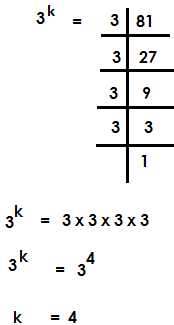 3^k = 3 | 81
3 | 27
3 | 9
3 | 3
1
3^k = 3 x 3 x 3 x 3
3^k = 3^4
k = 4